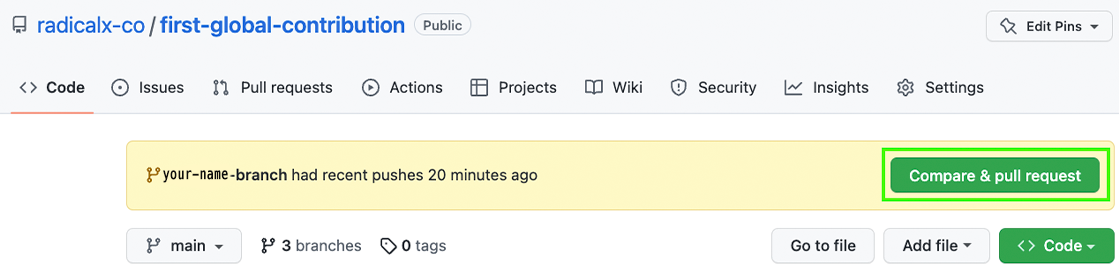 radicalx-co / first-global-contribution Public Edit Pins
Code Issues Pull requests Actions Projects Wiki Security Insights Settings
your-name-branch had recent pushes 20 minutes ago Compare & pull request
main 3 branches 0 tags Go to file Add file Code